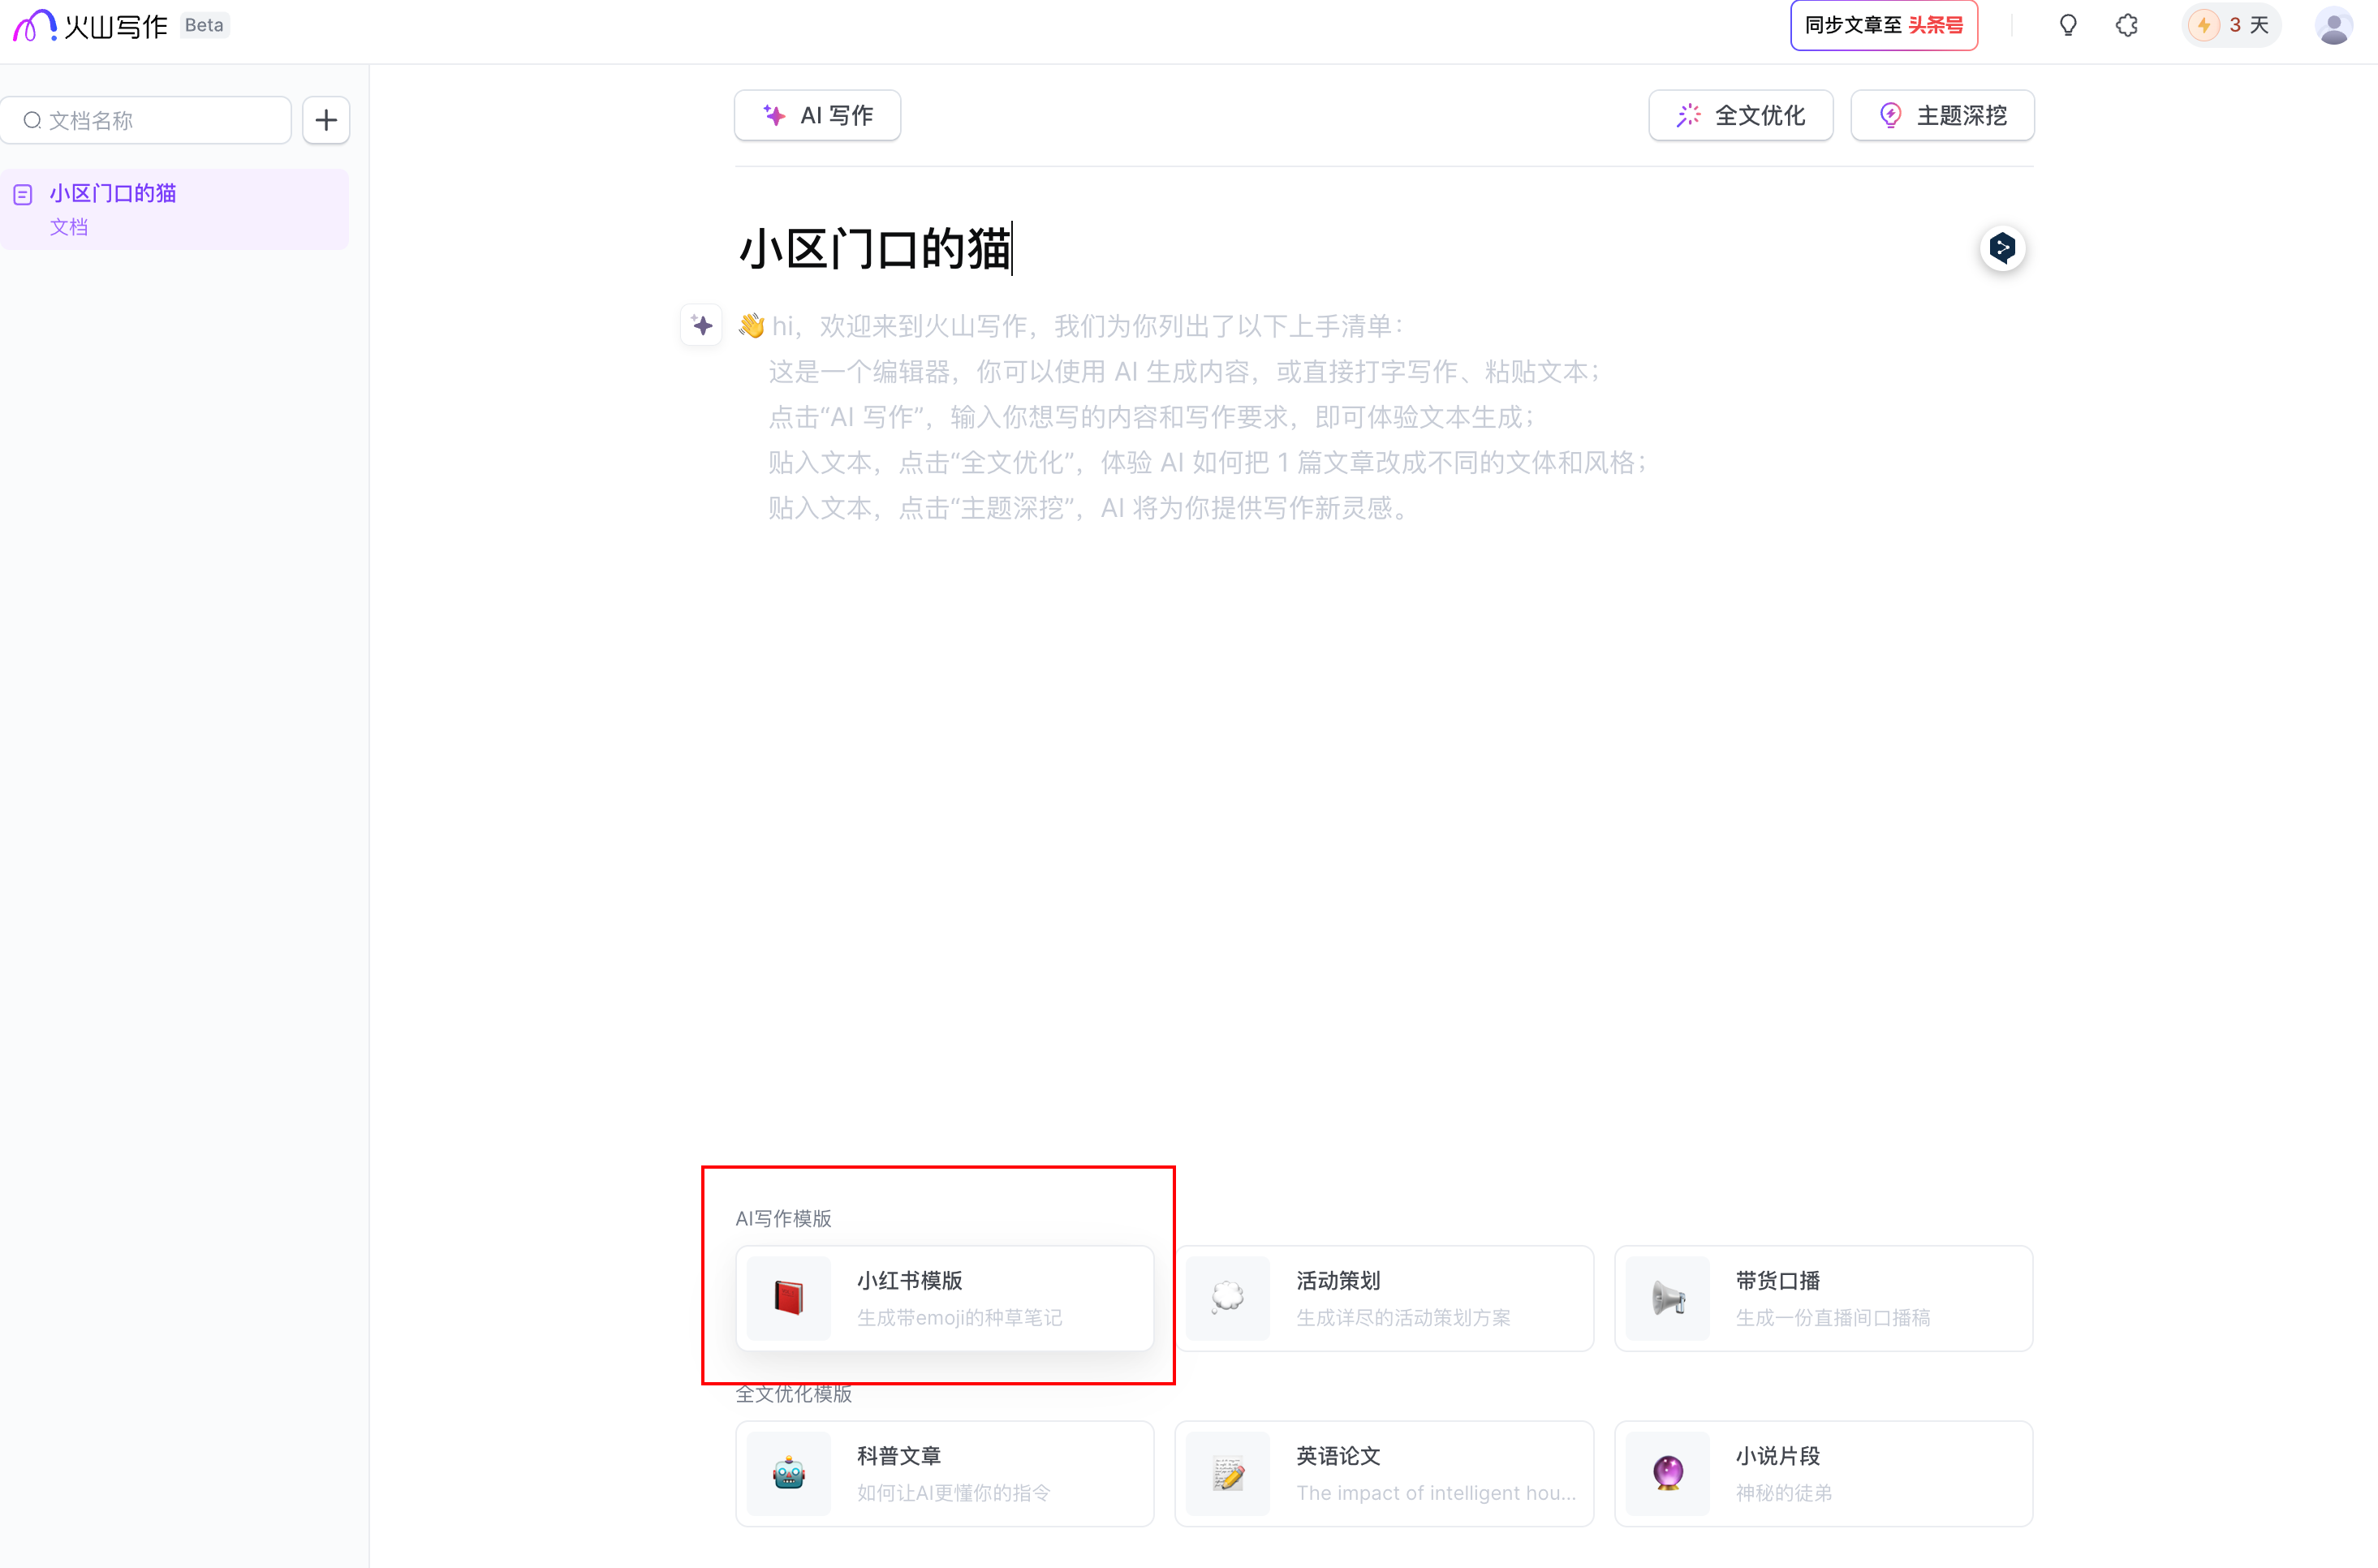 火山写作 Beta
同步文章至 头条号
3 天
文档名称
小区门口的猫
文档
AI 写作
全文优化
主题深挖
小区门口的猫
👋 hi，欢迎来到火山写作，我们为你列出了以下上手清单：
这是一个编辑器，你可以使用 AI 生成内容，或直接打字写作、粘贴文本；
点击“AI 写作”，输入你想写的内容和写作要求，即可体验文本生成；
贴入文本，点击“全文优化”，体验 AI 如何把 1 篇文章改成不同的文体和风格；
贴入文本，点击“主题深挖”，AI 将为你提供写作新灵感。
AI写作模版
小红书模版
生成带emoji的种草笔记
活动策划
生成详尽的活动策划方案
带货口播
生成一份直播间口播稿
全文优化模版
科普文章
如何让AI更懂你的指令
英语论文
The impact of intelligent hou...
小说片段
神秘的徒弟